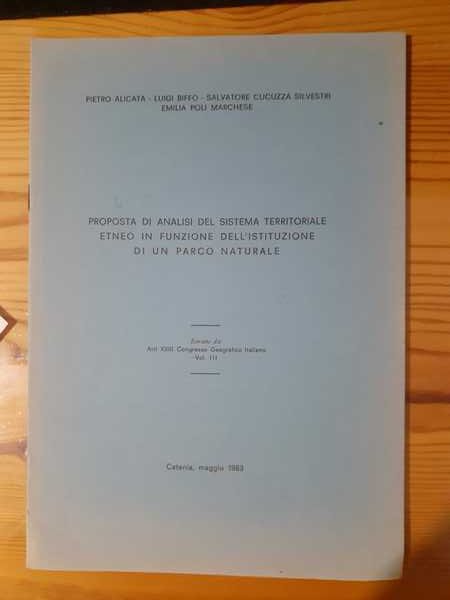 PIETRO ALICATA - LUIGI BIFFO - SALVATORE CUCUZZA SILVESTRI
EMILIA POLI MARCHESE
PROPOSTA DI ANALISI DEL SISTEMA TERRITORIALE
ETNEO IN FUNZIONE DELL'ISTITUZIONE
DI UN PARCO NATURALE
Estratto da
Atti XXIII Congresso Geografico Italiano
Vol. III
Catania, maggio 1983